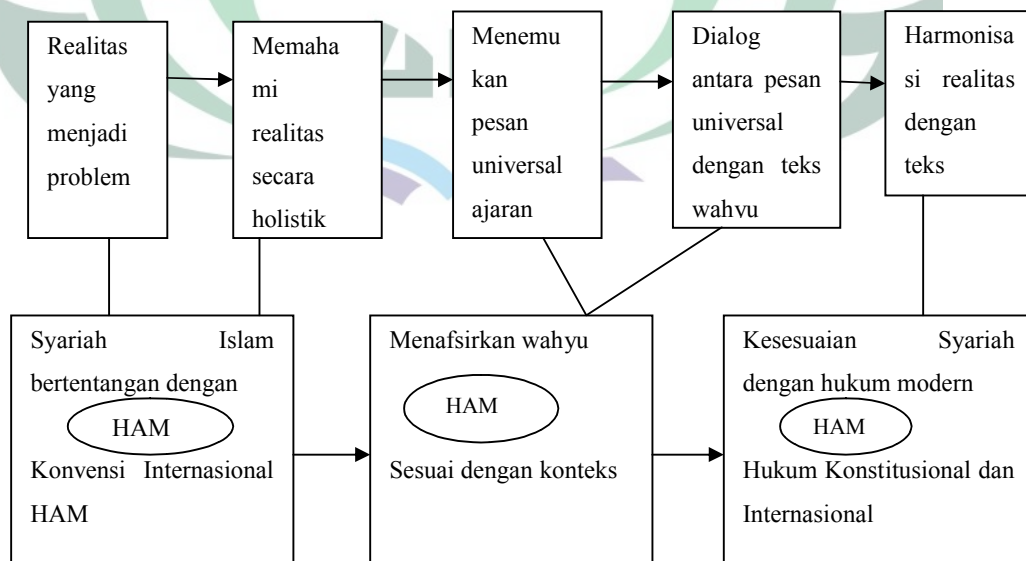 Realitas
yang
menjadi
problem
Memaha
mi
realitas
secara
holistik
Menemu
kan
pesan
universal
ajaran
Dialog
antara pesan
universal
dengan teks
wahyu
Harmonisa
si realitas
dengan
teks
Syariah Islam
bertentangan dengan
HAM
Konvensi Internasional
HAM
Menafsirkan wahyu
HAM
Sesuai dengan konteks
Kesesuaian Syariah
dengan hukum modern
HAM
Hukum Konstitusional dan
Internasional